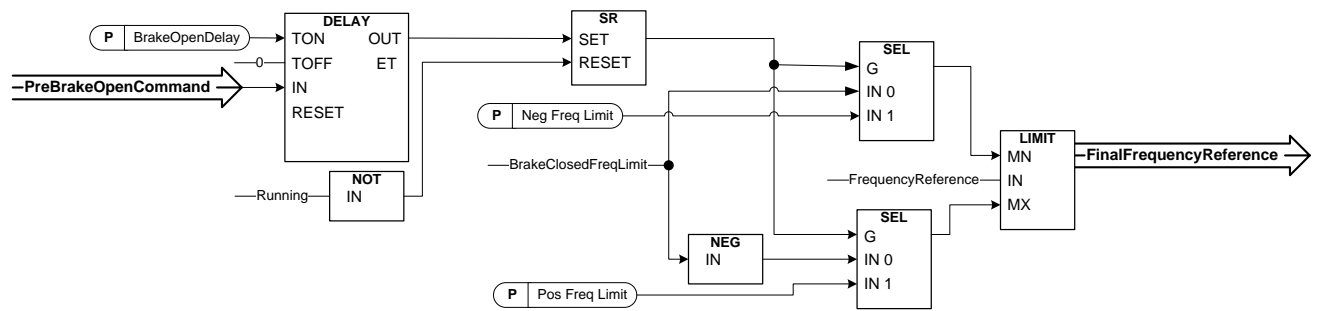 DELAY
P BrakeOpenDelay
TON OUT
0 TOFF ET
PreBrakeOpenCommand
IN
RESET
SR
SET
RESET
Running
NOT
IN
P Neg Freq Limit
BrakeClosedFreqLimit
NEG
IN
P Pos Freq Limit
SEL
G
IN 0
IN 1
SEL
G
IN 0
IN 1
FrequencyReference
LIMIT
MN
IN
MX
FinalFrequencyReference